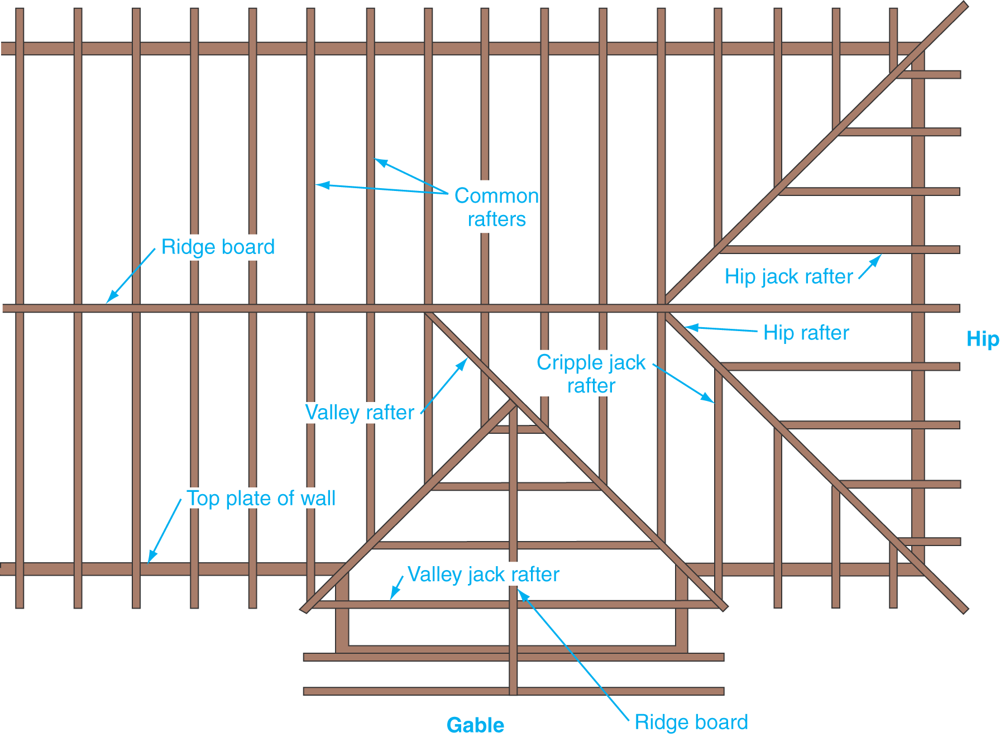 Common
rafters
Ridge board
Hip jack rafter
Hip rafter
Hip
Cripple jack
rafter
Valley rafter
Top plate of wall
Valley jack rafter
Ridge board
Gable